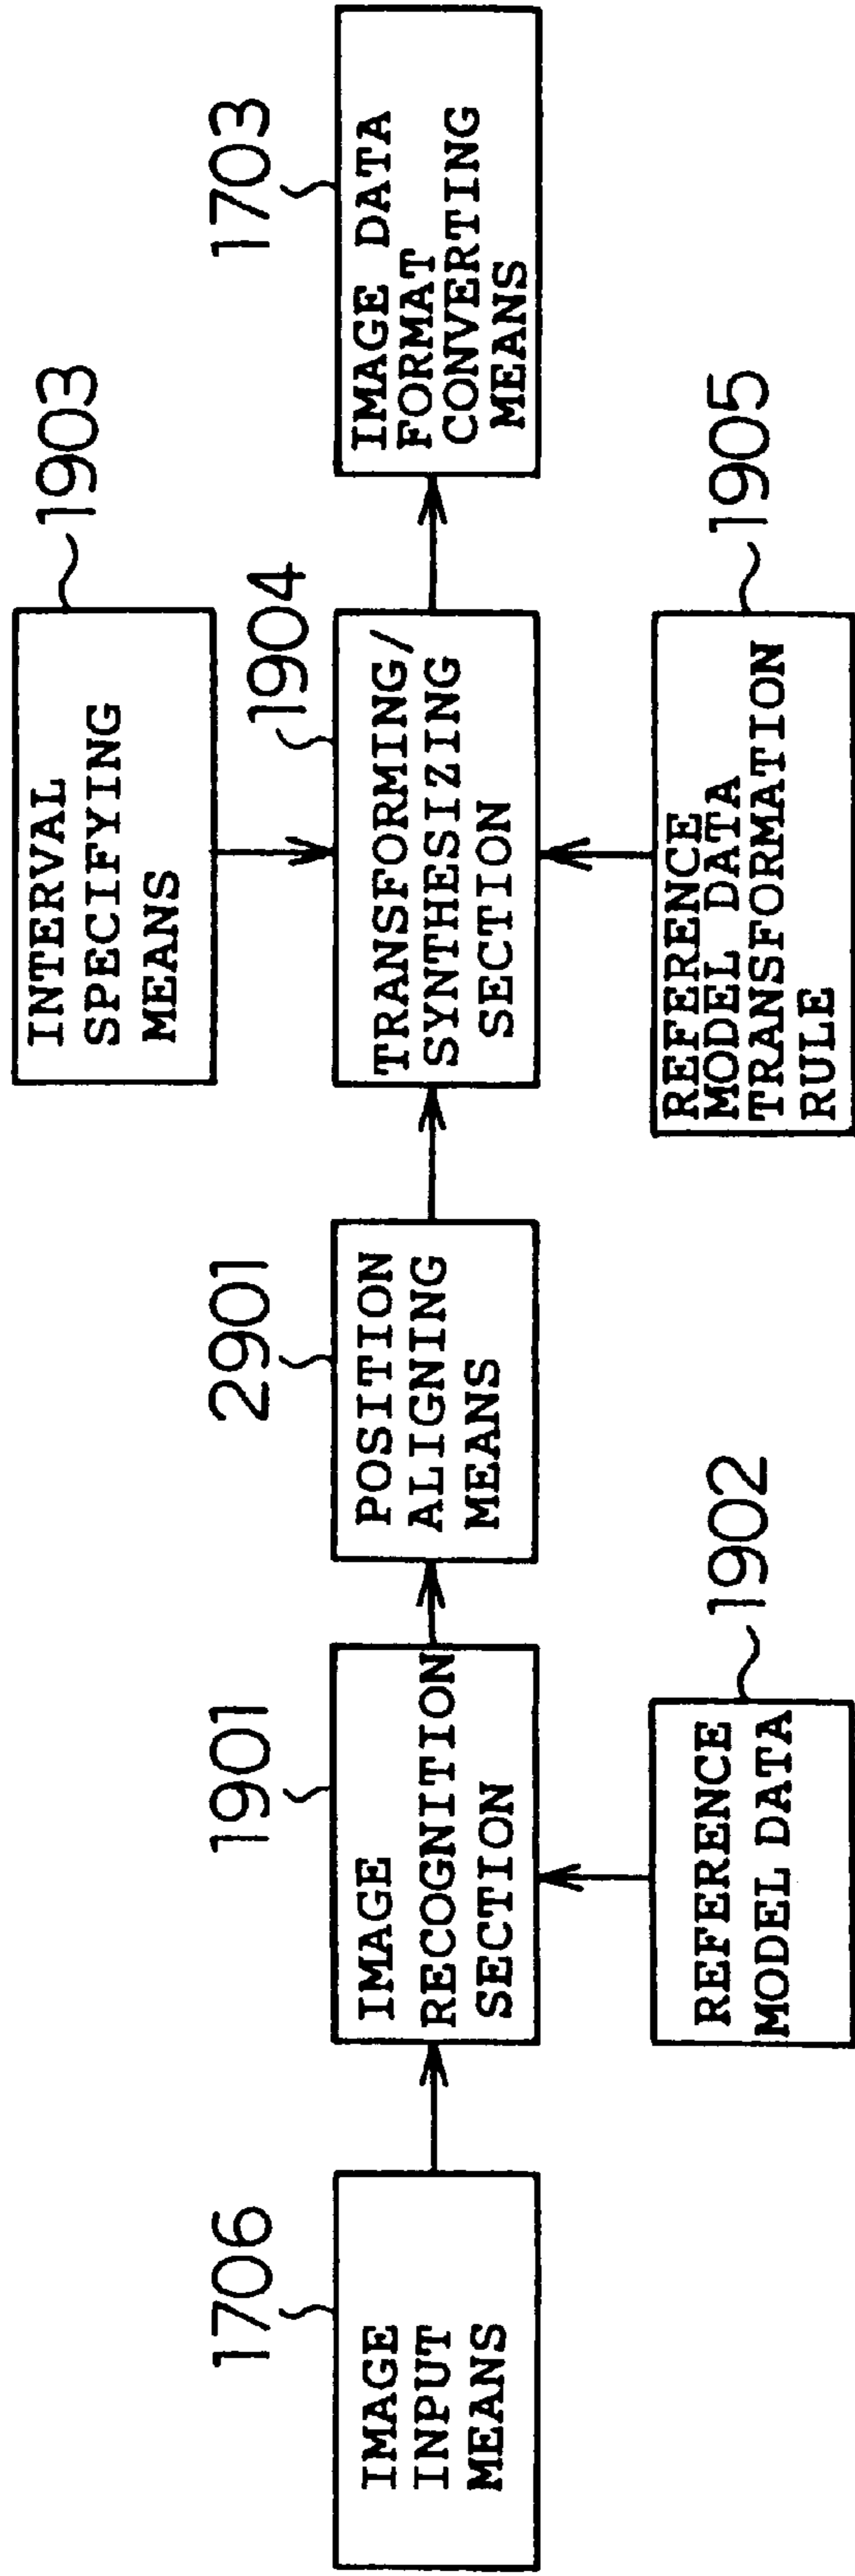 1706
IMAGE
INPUT
MEANS
1901
IMAGE
RECOGNITION
SECTION
REFERENCE
MODEL DATA
1902
2901
POSITION
ALIGNING
MEANS
INTERVAL
SPECIFYING
MEANS
1903
1904
TRANSFORMING/
SYNTHESIZING
SECTION
REFERENCE
MODEL DATA
TRANSFORMATION
RULE
1905
1703
IMAGE DATA
FORMAT
CONVERTING
MEANS